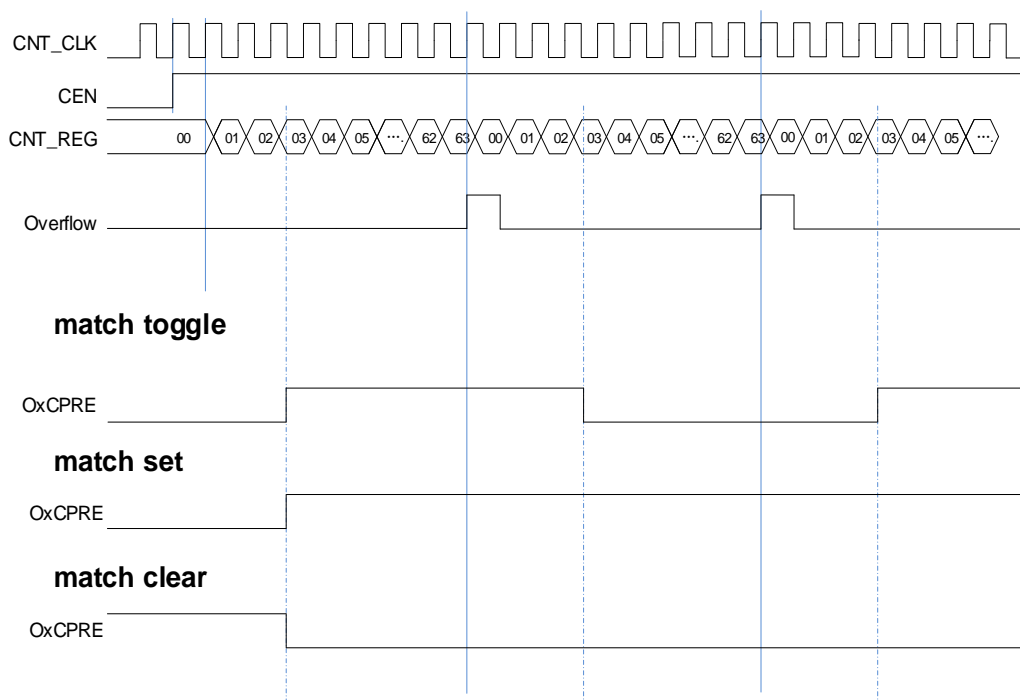 CNT_CLK
CEN
CNT_REG 00 01 02 03 04 05 ···. 62 63 00 01 02 03 04 05 ···. 62 63 00 01 02 03 04 05 ···.
Overflow
match toggle
OxCPRE
match set
OxCPRE
match clear
OxCPRE